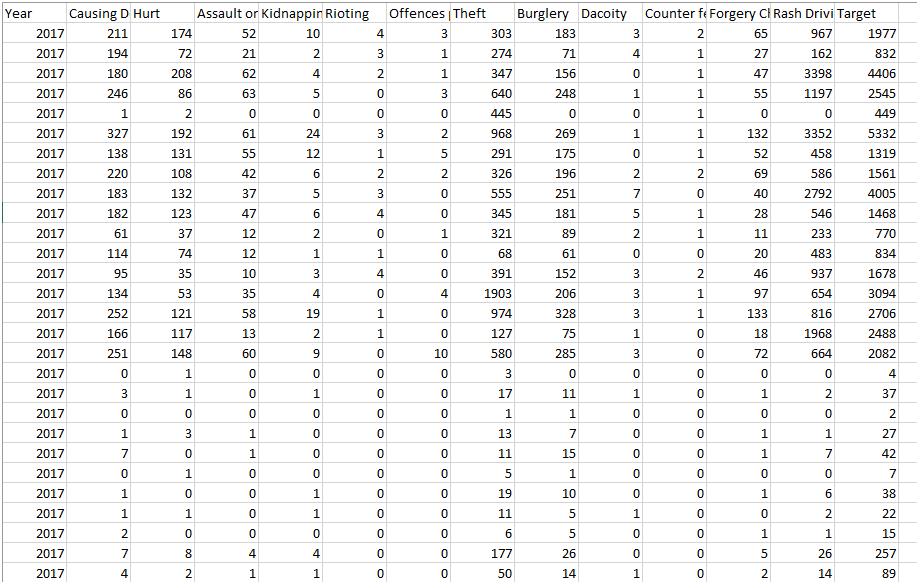 Year Causing D Hurt Assault or Kidnappin Rioting Offences Theft Burglery Dacoity Counter fe Forgery Cl Rash Drivi Target
2017 211 174 52 10 4 3 303 183 3 2 65 967 1977
2017 194 72 21 2 3 1 274 71 4 1 27 162 832
2017 180 208 62 4 2 1 347 156 0 1 47 3398 4406
2017 246 86 63 5 0 3 640 248 1 1 55 1197 2545
2017 1 2 0 0 0 0 445 0 0 1 0 0 449
2017 327 192 61 24 3 2 968 269 1 1 132 3352 5332
2017 138 131 55 12 1 5 291 175 0 1 52 458 1319
2017 220 108 42 6 2 2 326 196 2 2 69 586 1561
2017 183 132 37 5 3 0 555 251 7 0 40 2792 4005
2017 182 123 47 6 4 0 345 181 5 1 28 546 1468
2017 61 37 12 2 0 1 321 89 2 1 11 233 770
2017 114 74 12 1 1 0 68 61 0 0 20 483 834
2017 95 35 10 3 4 0 391 152 3 2 46 937 1678
2017 134 53 35 4 0 4 1903 206 3 1 97 654 3094
2017 252 121 58 19 1 0 974 328 3 1 133 816 2706
2017 166 117 13 2 1 0 127 75 1 0 18 1968 2488
2017 251 148 60 9 0 10 580 285 3 0 72 664 2082
2017 0 1 0 0 0 0 3 0 0 0 0 0 4
2017 3 1 0 1 0 0 17 11 1 0 1 2 37
2017 0 0 0 0 0 0 1 1 0 0 0 0 2
2017 1 3 1 0 0 0 13 7 0 0 1 1 27
2017 7 0 1 0 0 0 11 15 0 0 1 7 42
2017 0 1 0 0 0 0 5 1 0 0 0 0 7
2017 1 0 0 1 0 0 19 10 0 0 1 6 38
2017 1 1 0 1 0 0 11 5 1 0 0 2 22
2017 2 0 0 0 0 0 6 5 0 0 1 1 15
2017 7 8 4 4 0 0 177 26 0 0 5 26 257
2017 4 2 1 1 0 0 50 14 1 0 2 14 89